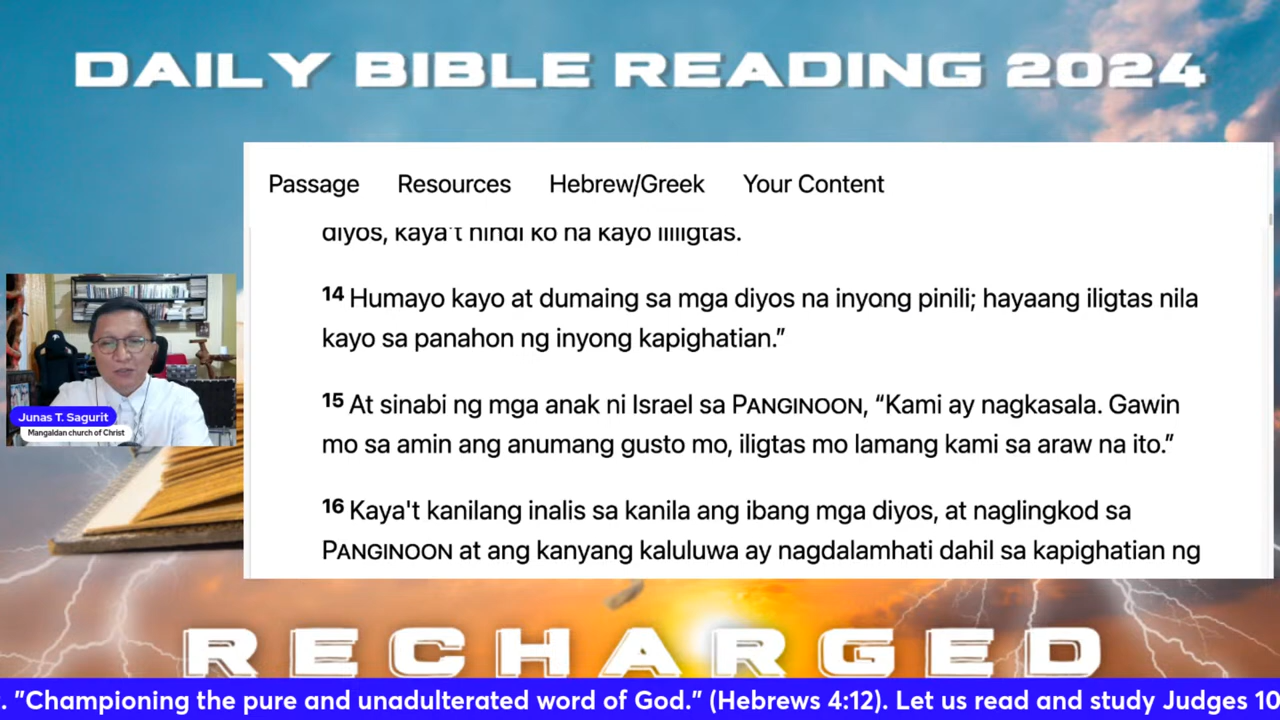 DAILY BIBLE READING 2024
Passage Resources Hebrew/Greek Your Content
diyos, kaya't hindi ko na kayo ililigtas.
14 Humayo kayo at dumaing sa mga diyos na inyong pinili; hayaang iligtas nila
kayo sa panahon ng inyong kapighatian.”
15 At sinabi ng mga anak ni Israel sa PANGINOON, “Kami ay nagkasala. Gawin
mo sa amin ang anumang gusto mo, iligtas mo lamang kami sa araw na ito.”
16 Kaya't kanilang inalis sa kanila ang ibang mga diyos, at naglingkod sa
PANGINOON at ang kanyang kaluluwa ay nagdalamhati dahil sa kapighatian ng
Junas T. Sagurit
Mangaldan church of Christ
RECHARGED
. "Championing the pure and unadulterated word of God." (Hebrews 4:12). Let us read and study Judges 10